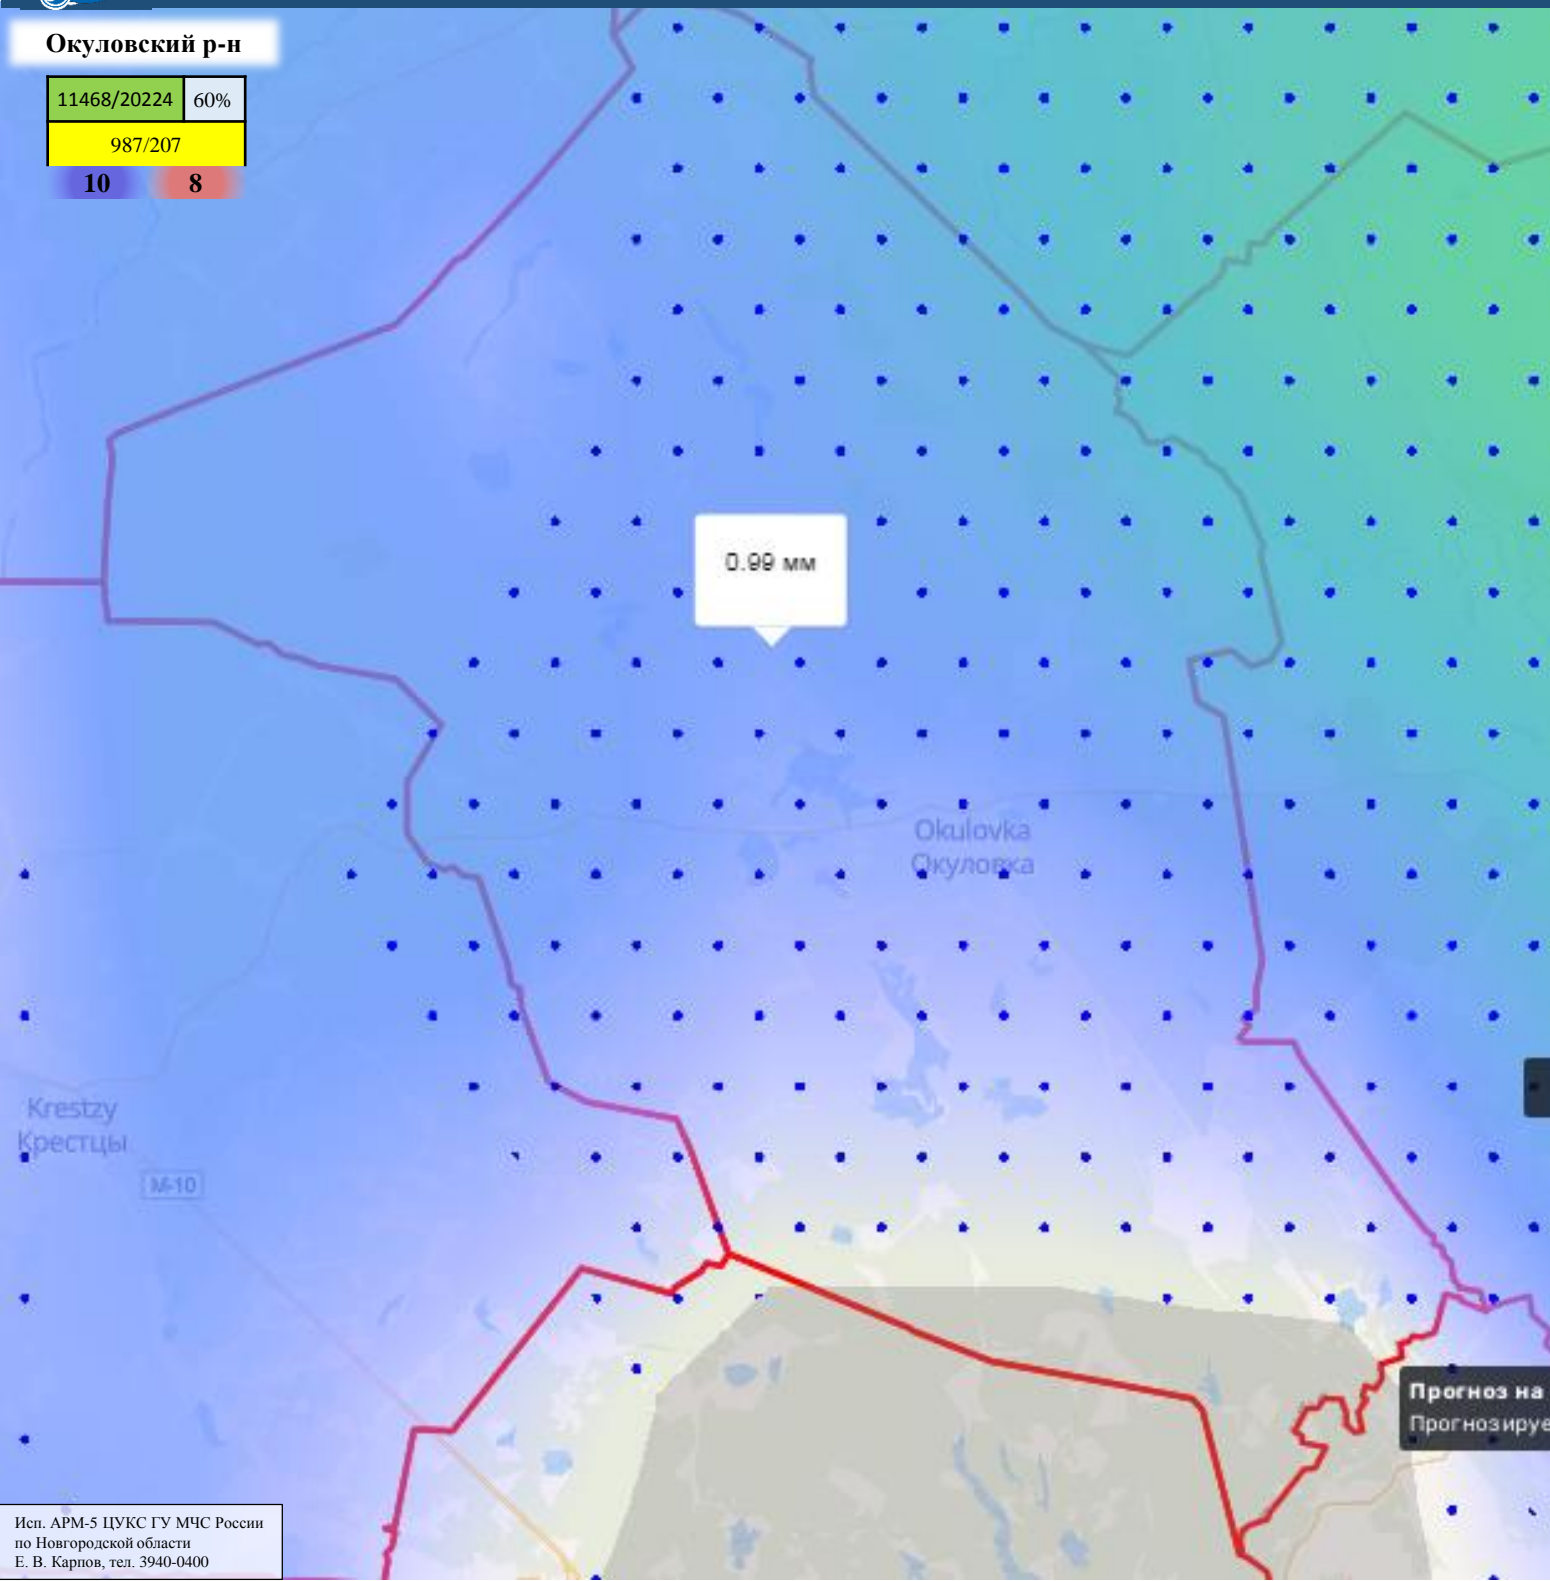 Окуловский р-н
11468/20224 60%
987/207
10 8
0.99 мм
Okulovka
Окуловка
Krestzy
Крестцы
М-10
Прогноз на
Прогнозируе
Исп. АРМ-5 ЦУКС ГУ МЧС России
по Новгородской области
Е. В. Карпов, тел. 3940-0400